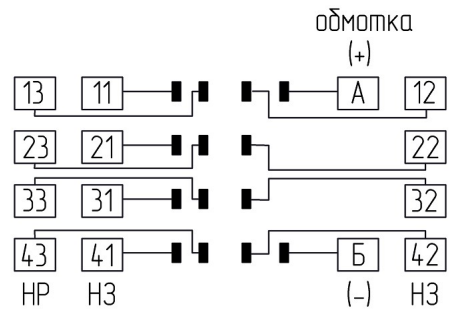 обмотка
(+)
13 11 А 12
23 21 22
33 31 32
43 41 Б 42
НР НЗ (−) НЗ